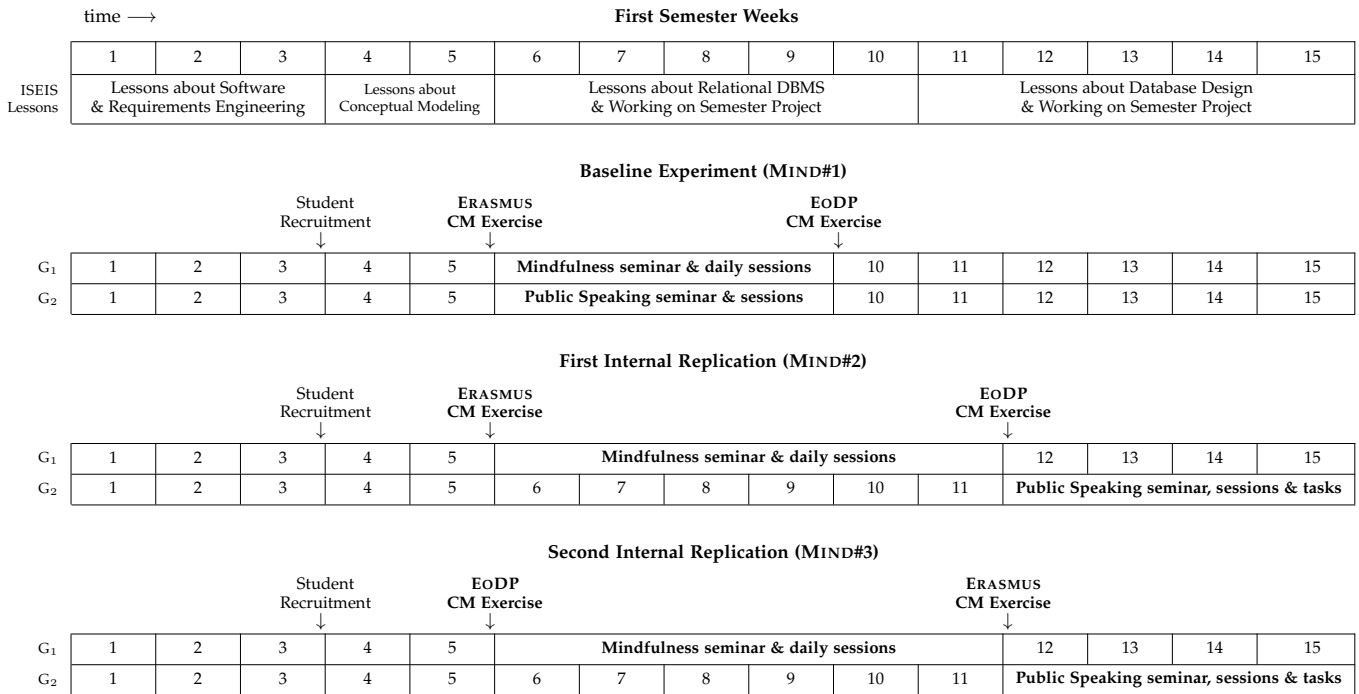 time ⟶ First Semester Weeks
1 2 3 4 5 6 7 8 9 10 11 12 13 14 15
ISEIS Lessons about Software Lessons about Lessons about Relational DBMS Lessons about Database Design
Lessons & Requirements Engineering Conceptual Modeling & Working on Semester Project & Working on Semester Project
Baseline Experiment (MIND#1)
Student ERASMUS EODP
Recruitment CM Exercise CM Exercise
↓ ↓ ↓
G1 1 2 3 4 5 Mindfulness seminar & daily sessions 10 11 12 13 14 15
G2 1 2 3 4 5 Public Speaking seminar & sessions 10 11 12 13 14 15
First Internal Replication (MIND#2)
Student ERASMUS EODP
Recruitment CM Exercise CM Exercise
↓ ↓ ↓
G1 1 2 3 4 5 Mindfulness seminar & daily sessions 12 13 14 15
G2 1 2 3 4 5 6 7 8 9 10 11 Public Speaking seminar, sessions & tasks
Second Internal Replication (MIND#3)
Student EODP ERASMUS
Recruitment CM Exercise CM Exercise
↓ ↓ ↓
G1 1 2 3 4 5 Mindfulness seminar & daily sessions 12 13 14 15
G2 1 2 3 4 5 6 7 8 9 10 11 Public Speaking seminar, sessions & tasks